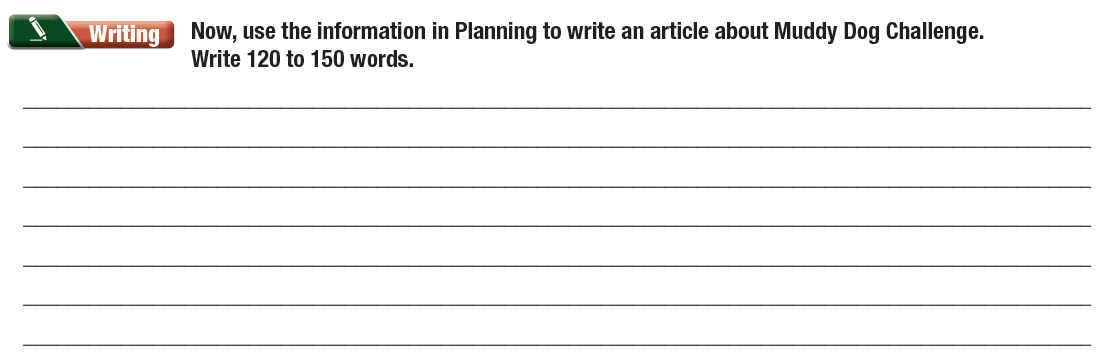 Writing
Now, use the information in Planning to write an article about Muddy Dog Challenge.
Write 120 to 150 words.